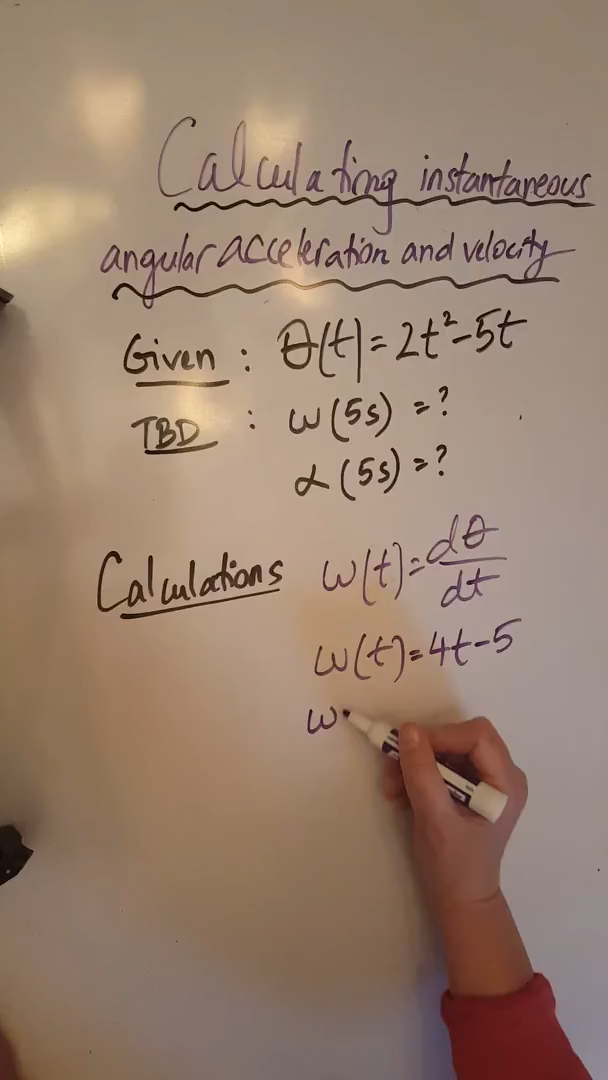 Calculating instantaneous
angular acceleration and velocity
Given : θ(t) = 2t²-5t
TBD : ω(5s) = ?
α(5s) = ?
Calculations ω(t) = dθ/dt
ω(t) = 4t-5
ω